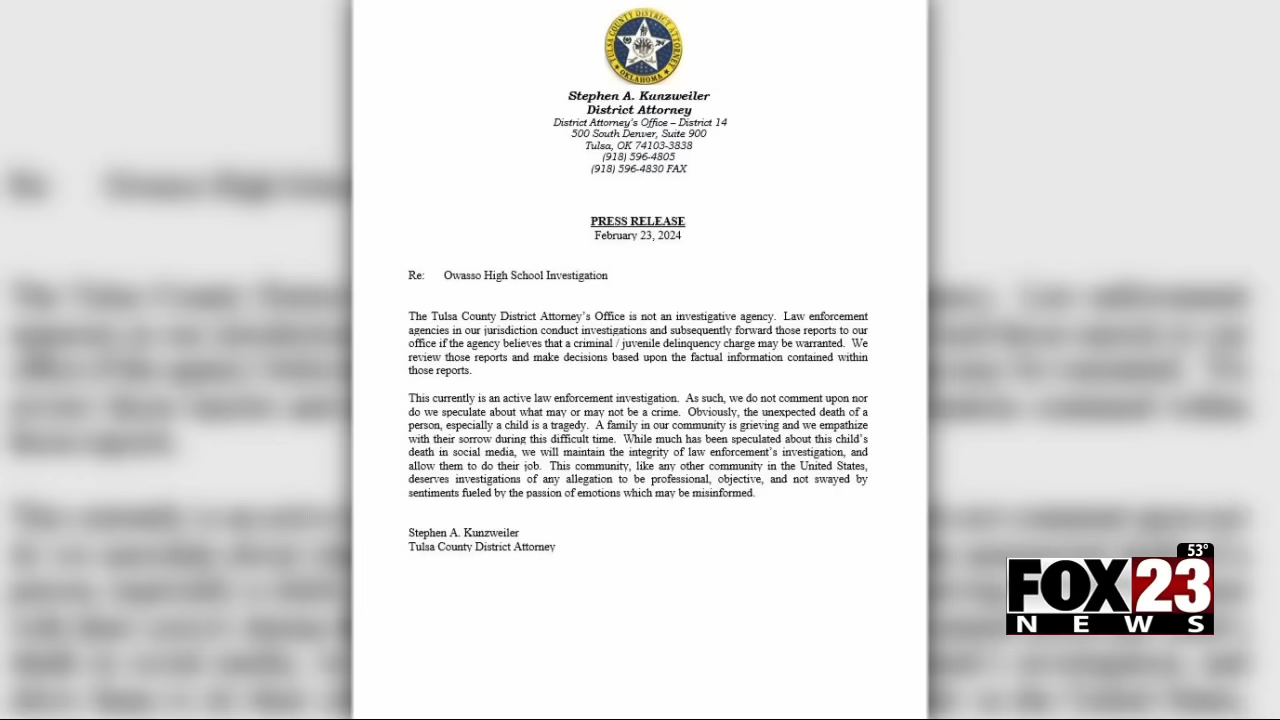 TULSA COUNTY DISTRICT ATTORNEY
OKLAHOMA
Stephen A. Kunzweiler
District Attorney
District Attorney's Office – District 14
500 South Denver, Suite 900
Tulsa, OK 74103-3838
(918) 596-4805
(918) 596-4830 FAX
PRESS RELEASE
February 23, 2024
Re: Owasso High School Investigation
The Tulsa County District Attorney's Office is not an investigative agency. Law enforcement
agencies in our jurisdiction conduct investigations and subsequently forward those reports to our
office if the agency believes that a criminal / juvenile delinquency charge may be warranted. We
review those reports and make decisions based upon the factual information contained within
those reports.
This currently is an active law enforcement investigation. As such, we do not comment upon nor
do we speculate about what may or may not be a crime. Obviously, the unexpected death of a
person, especially a child is a tragedy. A family in our community is grieving and we empathize
with their sorrow during this difficult time. While much has been speculated about this child's
death in social media, we will maintain the integrity of law enforcement's investigation, and
allow them to do their job. This community, like any other community in the United States,
deserves investigations of any allegation to be professional, objective, and not swayed by
sentiments fueled by the passion of emotions which may be misinformed.
Stephen A. Kunzweiler
Tulsa County District Attorney
53°
FOX 23
NEWS